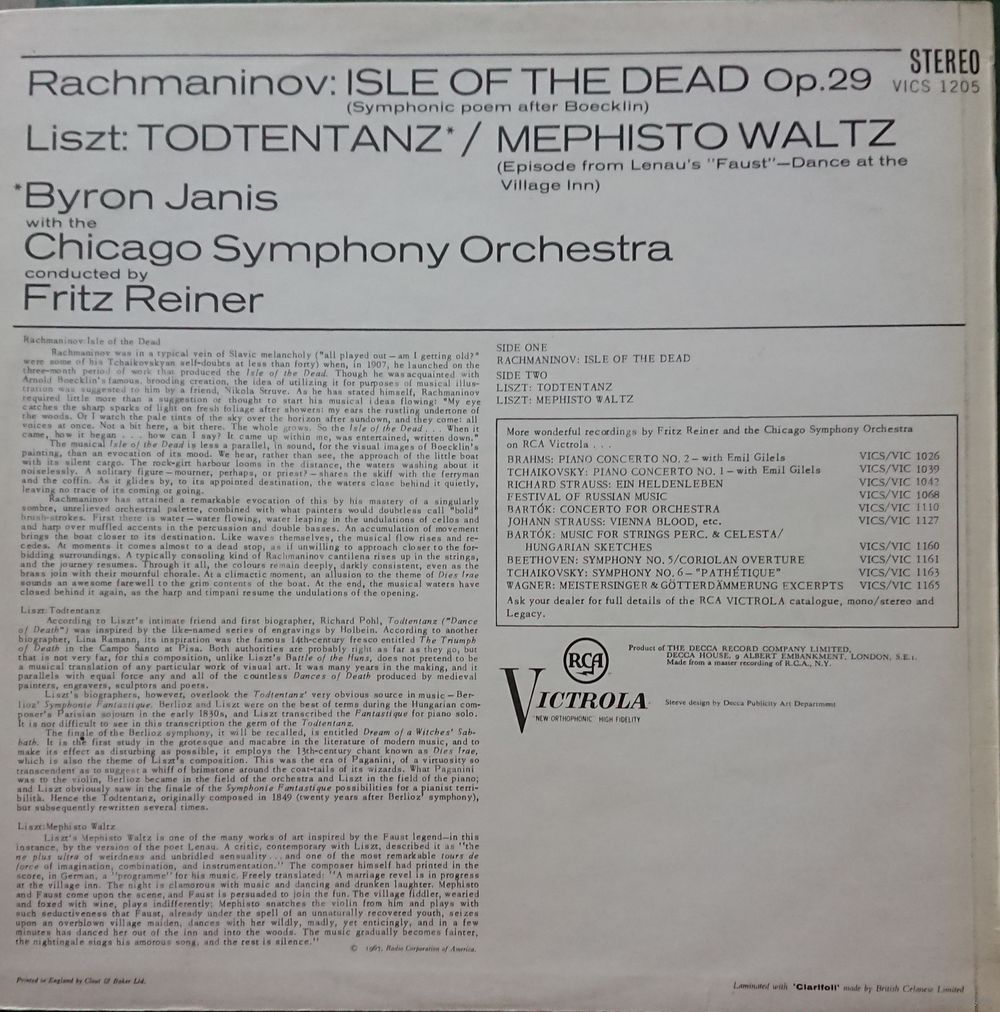 STEREO
VICS 1205
Rachmaninov: ISLE OF THE DEAD Op.29
(Symphonic poem after Boecklin)
Liszt: TODTENTANZ* / MEPHISTO WALTZ
(Episode from Lenau's "Faust"—Dance at the
Village Inn)
*Byron Janis
with the
Chicago Symphony Orchestra
conducted by
Fritz Reiner
Rachmaninov: Isle of the Dead
Rachmaninov was in a typical vein of Slavic melancholy ("all played out – am I getting old?"
were some of his Tchaikovskyan self-doubts at less than forty) when, in 1907, he launched on the
three-month period of work that produced the Isle of the Dead. Though he was acquainted with
Arnold Boecklin's famous, brooding creation, the idea of utilizing it for purposes of musical illus-
tration was suggested to him by a friend, Nikola Struve. As he has stated himself, Rachmaninov
required little more than a suggestion or thought to start his musical ideas flowing: "My eye
catches the sharp sparks of light on fresh foliage after showers; my ears the rustling undertone of
the woods. Or I watch the pale tints of the sky over the horizon after sundown, and they come: all
voices at once. Not a bit here, a bit there. The whole grows. So the Isle of the Dead . . . When it
came, how it began . . . how can I say? It came up within me, was entertained, written down."
The musical Isle of the Dead is less a parallel, in sound, for the visual images of Boecklin's
painting, than an evocation of its mood. We hear, rather than see, the approach of the little boat
with its silent cargo. The rock-girt harbour looms in the distance, the waters washing about it
noiselessly. A solitary figure – mourner, perhaps, or priest? – shares the skiff with the ferryman
and the coffin. As it glides by, to its appointed destination, the waters close behind it quietly,
leaving no trace of its coming or going.
Rachmaninov has attained a remarkable evocation of this by his mastery of a singularly
sombre, unrelieved orchestral palette, combined with what painters would doubtless call "bold"
brush-strokes. First there is water – water flowing, water leaping in the undulations of cellos and
and harp over muffled accents in the percussion and double basses. An accumulation of movement
brings the boat closer to its destination. Like waves themselves, the musical flow rises and re-
cedes. At moments it comes almost to a dead stop, as if unwilling to approach closer to the for-
bidding surroundings. A typically consoling kind of Rachmaninov cantilena rises up in the strings,
and the journey resumes. Through it all, the colours remain deeply, darkly consistent, even as the
brass join with their mournful chorale. At a climactic moment, an allusion to the theme of Dies Irae
sounds an awesome farewell to the grim contents of the boat. At the end, the musical waters have
closed behind it again, as the harp and timpani resume the undulations of the opening.
Liszt: Todtentanz
According to Liszt's intimate friend and first biographer, Richard Pohl, Todtentanz ("Dance
of Death") was inspired by the like-named series of engravings by Holbein. According to another
biographer, Lina Ramann, its inspiration was the famous 14th-century fresco entitled The Triumph
of Death in the Campo Santo at Pisa. Both authorities are probably right as far as they go, but
that is not very far, for this composition, unlike Liszt's Battle of the Huns, does not pretend to be
a musical translation of any particular work of visual art. It was many years in the making, and it
parallels with equal force any and all of the countless Dances of Death produced by medieval
painters, engravers, sculptors and poets.
Liszt's biographers, however, overlook the Todtentanz' very obvious source in music – Ber-
lioz' Symphonie Fantastique. Berlioz and Liszt were on the best of terms during the Hungarian com-
poser's Parisian sojourn in the early 1830s, and Liszt transcribed the Fantastique for piano solo.
It is not difficult to see in this transcription the germ of the Todtentanz.
The finale of the Berlioz symphony, it will be recalled, is entitled Dream of a Witches' Sab-
bath. It is the first study in the grotesque and macabre in the literature of modern music, and to
make its effect as disturbing as possible, it employs the 13th-century chant known as Dies Irae,
which is also the theme of Liszt's composition. This was the era of Paganini, of a virtuosity so
transcendent as to suggest a whiff of brimstone around the coat-tails of its wizards. What Paganini
was to the violin, Berlioz became in the field of the orchestra and Liszt in the field of the piano;
and Liszt obviously saw in the finale of the Symphonie Fantastique possibilities for a pianist terri-
bilità. Hence the Todtentanz, originally composed in 1849 (twenty years after Berlioz' symphony),
but subsequently rewritten several times.
Liszt: Mephisto Waltz
Liszt's Mephisto Waltz is one of the many works of art inspired by the Faust legend—in this
instance, by the version of the poet Lenau. A critic, contemporary with Liszt, described it as "the
ne plus ultra of weirdness and unbridled sensuality . . . and one of the most remarkable tours de
force of imagination, combination, and instrumentation." The composer himself had printed in the
score, in German, a "programme" for his music. Freely translated: "A marriage revel is in progress
at the village inn. The night is clamorous with music and dancing and drunken laughter. Mephisto
and Faust come upon the scene, and Faust is persuaded to join the fun. The village fiddler, wearied
and foxed with wine, plays indifferently; Mephisto snatches the violin from him and plays with
such seductiveness that Faust, already under the spell of an unnaturally recovered youth, seizes
upon an overblown village maiden, dances with her wildly, madly, yet enticingly, and in a few
minutes has danced her out of the inn and into the woods. The music gradually becomes fainter,
the nightingale sings his amorous song, and the rest is silence."
© 1967, Radio Corporation of America.
SIDE ONE
RACHMANINOV: ISLE OF THE DEAD
SIDE TWO
LISZT: TODTENTANZ
LISZT: MEPHISTO WALTZ
More wonderful recordings by Fritz Reiner and the Chicago Symphony Orchestra
on RCA Victrola . . .
BRAHMS: PIANO CONCERTO NO. 2 – with Emil Gilels VICS/VIC 1026
TCHAIKOVSKY: PIANO CONCERTO NO. 1 – with Emil Gilels VICS/VIC 1039
RICHARD STRAUSS: EIN HELDENLEBEN VICS/VIC 1042
FESTIVAL OF RUSSIAN MUSIC VICS/VIC 1068
BARTÓK: CONCERTO FOR ORCHESTRA VICS/VIC 1110
JOHANN STRAUSS: VIENNA BLOOD, etc. VICS/VIC 1127
BARTÓK: MUSIC FOR STRINGS PERC. & CELESTA/
HUNGARIAN SKETCHES VICS/VIC 1160
BEETHOVEN: SYMPHONY NO. 5/CORIOLAN OVERTURE VICS/VIC 1161
TCHAIKOVSKY: SYMPHONY NO. 6 – "PATHÉTIQUE" VICS/VIC 1163
WAGNER: MEISTERSINGER & GÖTTERDÄMMERUNG EXCERPTS VICS/VIC 1165
Ask your dealer for full details of the RCA VICTROLA catalogue, mono/stereo and
Legacy.
RCA
VICTROLA
"NEW ORTHOPHONIC" HIGH FIDELITY
Product of THE DECCA RECORD COMPANY LIMITED,
DECCA HOUSE, 9 ALBERT EMBANKMENT, LONDON, S.E.1.
Made from a master recording of R.C.A., N.Y.
Sleeve design by Decca Publicity Art Department
Printed in England by Clout & Baker Ltd.
Laminated with 'Clarifoil' made by British Celanese Limited